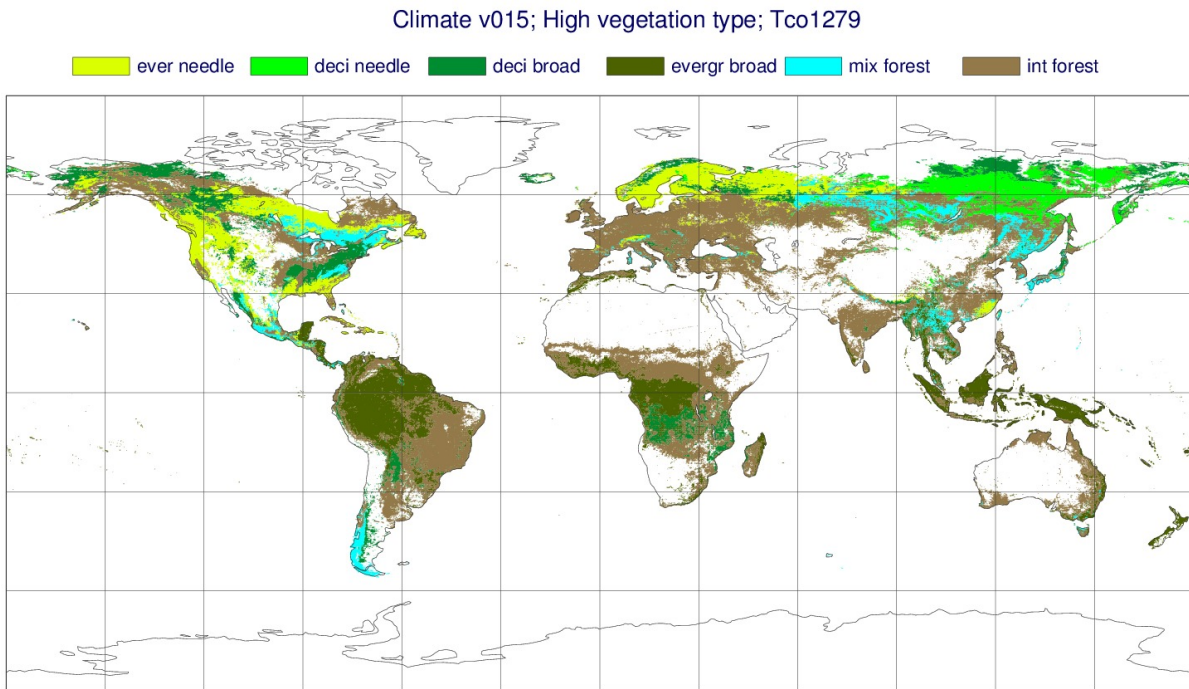 Climate v015; High vegetation type; Tco1279
ever needle deci needle deci broad evergr broad mix forest int forest